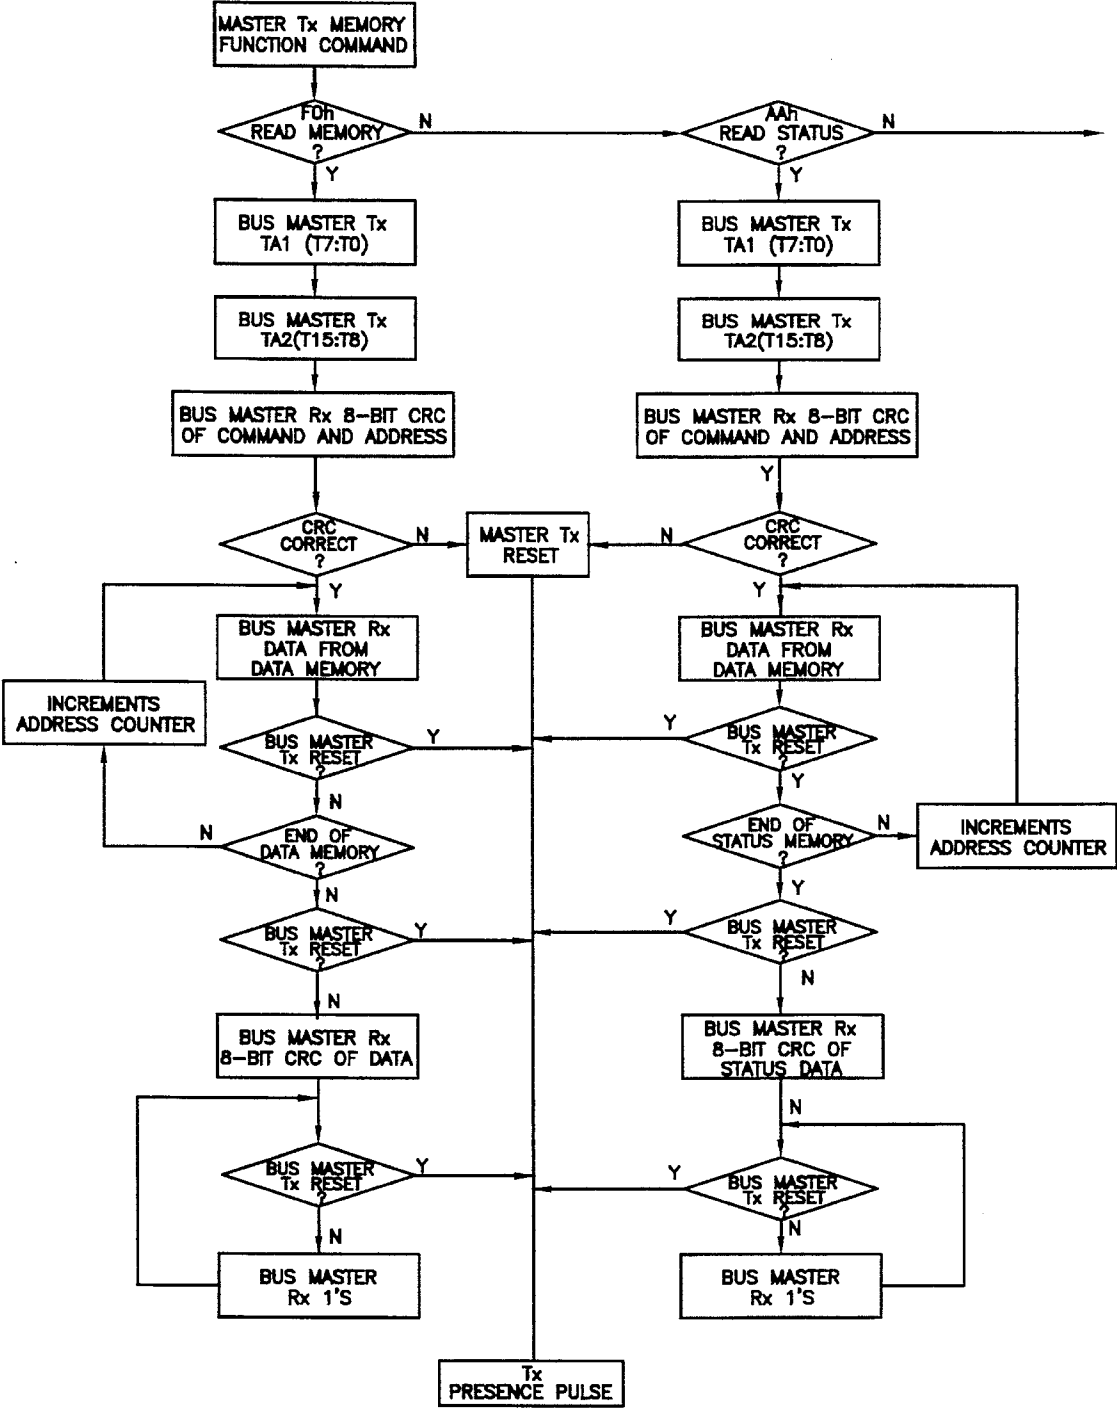 MASTER Tx MEMORY
FUNCTION COMMAND
F0h
READ MEMORY
?
N
Y
AAh
READ STATUS
?
N
Y
BUS MASTER Tx
TA1 (T7:T0)
BUS MASTER Tx
TA1 (T7:T0)
BUS MASTER Tx
TA2(T15:T8)
BUS MASTER Tx
TA2(T15:T8)
BUS MASTER Rx 8-BIT CRC
OF COMMAND AND ADDRESS
BUS MASTER Rx 8-BIT CRC
OF COMMAND AND ADDRESS
Y
CRC
CORRECT
?
N
MASTER Tx
RESET
N
CRC
CORRECT
?
Y
Y
BUS MASTER Rx
DATA FROM
DATA MEMORY
BUS MASTER Rx
DATA FROM
DATA MEMORY
INCREMENTS
ADDRESS COUNTER
BUS MASTER
Tx RESET
?
Y
N
Y
BUS MASTER
Tx RESET
?
Y
N
END OF
DATA MEMORY
?
N
END OF
STATUS MEMORY
?
N
Y
INCREMENTS
ADDRESS COUNTER
BUS MASTER
Tx RESET
?
Y
N
Y
BUS MASTER
Tx RESET
?
N
BUS MASTER Rx
8-BIT CRC OF DATA
BUS MASTER Rx
8-BIT CRC OF
STATUS DATA
N
BUS MASTER
Tx RESET
?
Y
N
Y
BUS MASTER
Tx RESET
?
N
BUS MASTER
Rx 1'S
BUS MASTER
Rx 1'S
Tx
PRESENCE PULSE